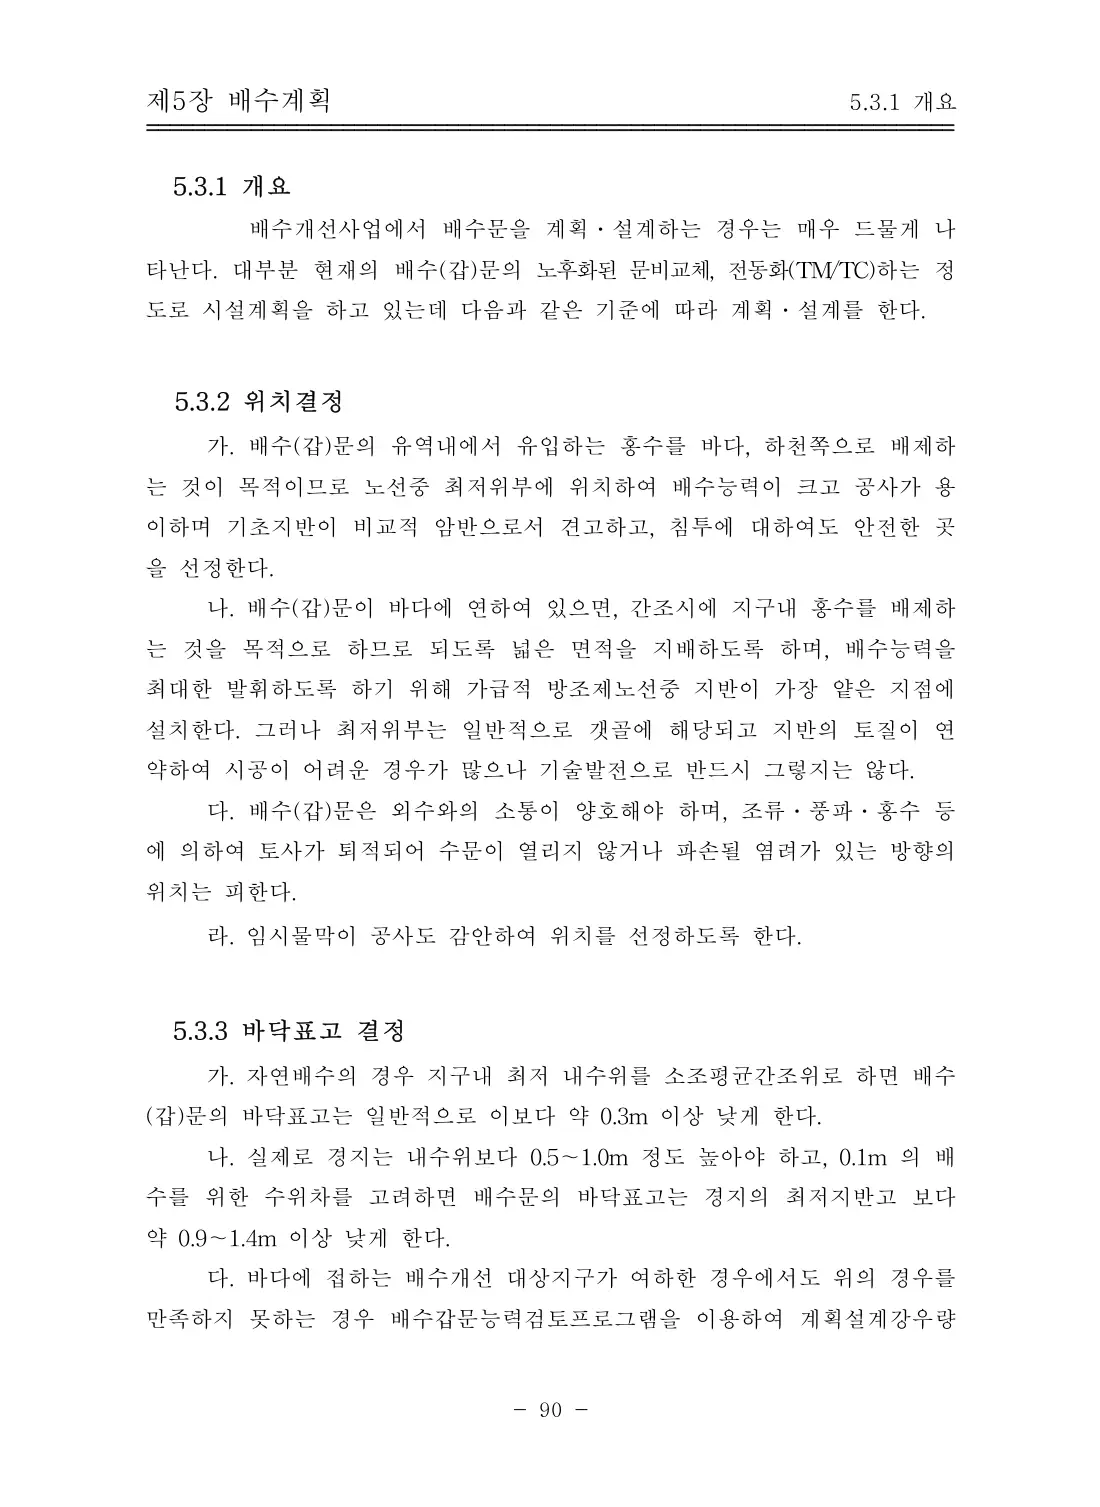 제5장 배수계획
5.3.1 개요
5.3.1 개요
배수개선사업에서 배수문을 계획・설계하는 경우는 매우 드물게 나
타난다. 대부분 현재의 배수(갑)문의 노후화된 문비교체, 전동화(TM/TC)하는 정
도로 시설계획을 하고 있는데 다음과 같은 기준에 따라 계획・설계를 한다.
5.3.2 위치결정
가. 배수(갑)문의 유역내에서 유입하는 홍수를 바다, 하천쪽으로 배제하
는 것이 목적이므로 노선중 최저위부에 위치하여 배수능력이 크고 공사가 용
이하며 기초지반이 비교적 암반으로서 견고하고, 침투에 대하여도 안전한 곳
을 선정한다.
나. 배수(갑)문이 바다에 연하여 있으면, 간조시에 지구내 홍수를 배제하
는 것을 목적으로 하므로 되도록 넓은 면적을 지배하도록 하며, 배수능력을
최대한 발휘하도록 하기 위해 가급적 방조제노선중 지반이 가장 얕은 지점에
설치한다. 그러나 최저위부는 일반적으로 갯골에 해당되고 지반의 토질이 연
약하여 시공이 어려운 경우가 많으나 기술발전으로 반드시 그렇지는 않다.
다. 배수(갑)문은 외수와의 소통이 양호해야 하며, 조류・풍파・홍수 등
에 의하여 토사가 퇴적되어 수문이 열리지 않거나 파손될 염려가 있는 방향의
위치는 피한다.
라. 임시물막이 공사도 감안하여 위치를 선정하도록 한다.
5.3.3 바닥표고 결정
가. 자연배수의 경우 지구내 최저 내수위를 소조평균간조위로 하면 배수
(갑)문의 바닥표고는 일반적으로 이보다 약 0.3m 이상 낮게 한다.
나. 실제로 경지는 내수위보다 0.5~1.0m 정도 높아야 하고, 0.1m 의 배
수를 위한 수위차를 고려하면 배수문의 바닥표고는 경지의 최저지반고 보다
약 0.9~1.4m 이상 낮게 한다.
다. 바다에 접하는 배수개선 대상지구가 여하한 경우에서도 위의 경우를
만족하지 못하는 경우 배수갑문능력검토프로그램을 이용하여 계획설계강우량
- 90 -